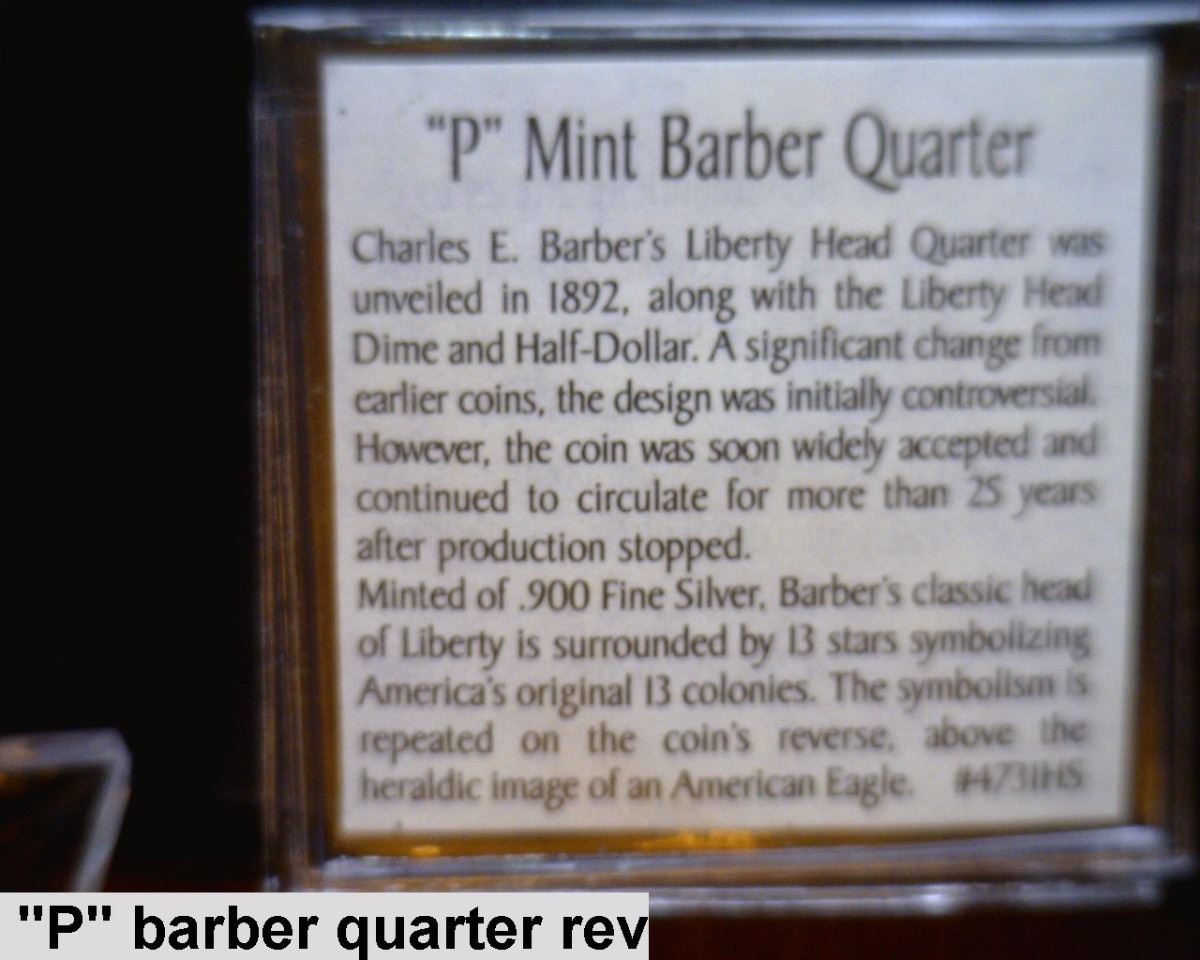 "P" Mint Barber Quarter
Charles E. Barber's Liberty Head Quarter was
unveiled in 1892, along with the Liberty Head
Dime and Half-Dollar. A significant change from
earlier coins, the design was initially controversial.
However, the coin was soon widely accepted and
continued to circulate for more than 25 years
after production stopped.
Minted of .900 Fine Silver, Barber's classic head
of Liberty is surrounded by 13 stars symbolizing
America's original 13 colonies. The symbolism is
repeated on the coin's reverse, above the
heraldic image of an American Eagle. #4731HS
"P" barber quarter rev